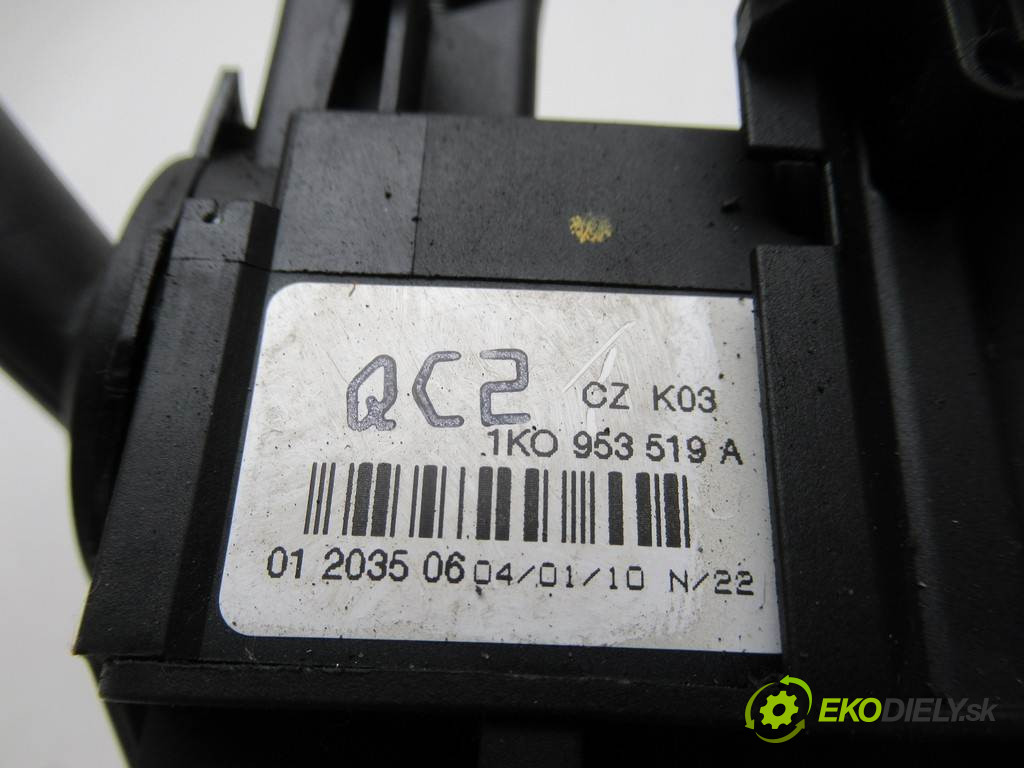 QC2
CZ K03
1KO 953 519 A
01 2035 06 04/01/10 N/22
EKODIELY.sk